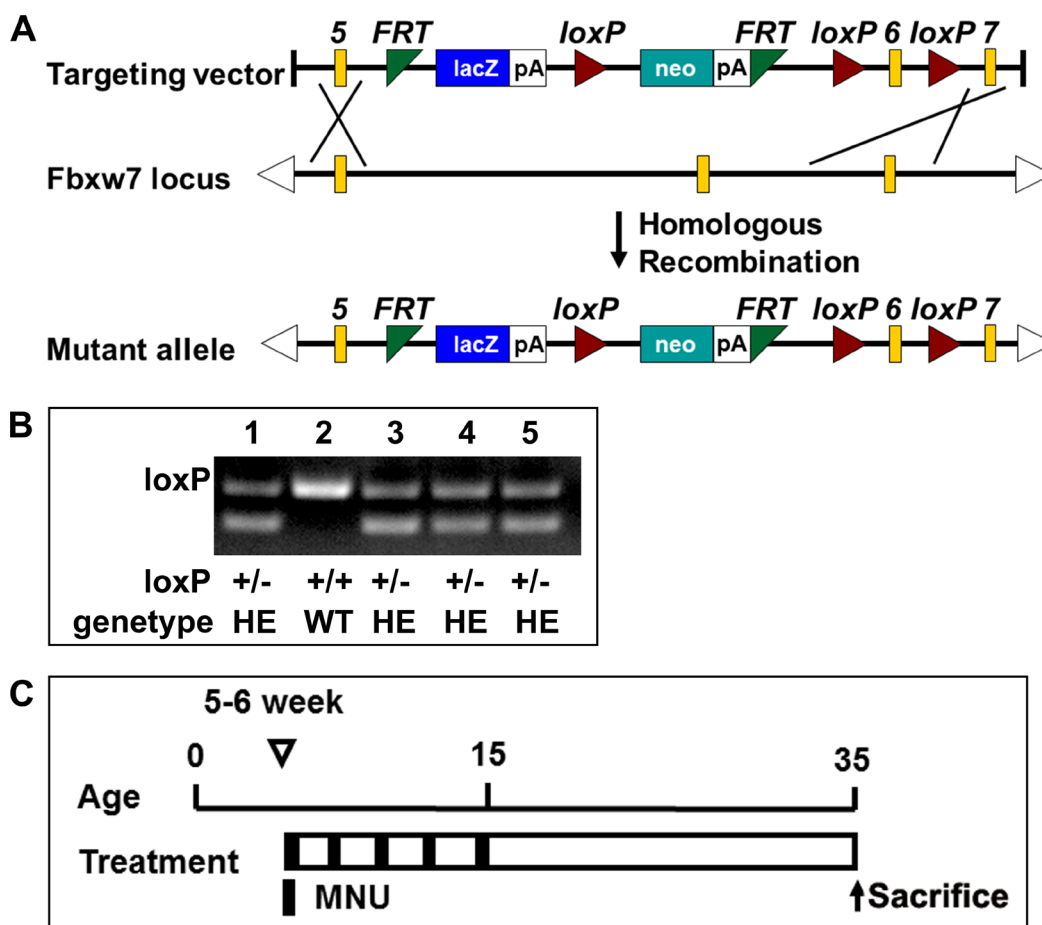 A
5 FRT loxP FRT loxP 6 loxP 7
Targeting vector lacZ pA neo pA
Fbxw7 locus
Homologous
Recombination
5 FRT loxP FRT loxP 6 loxP 7
Mutant allele lacZ pA neo pA
B
1 2 3 4 5
loxP
loxP +/- +/+ +/- +/- +/-
genetype HE WT HE HE HE
C
5-6 week
0 15 35
Age
Treatment
MNU Sacrifice